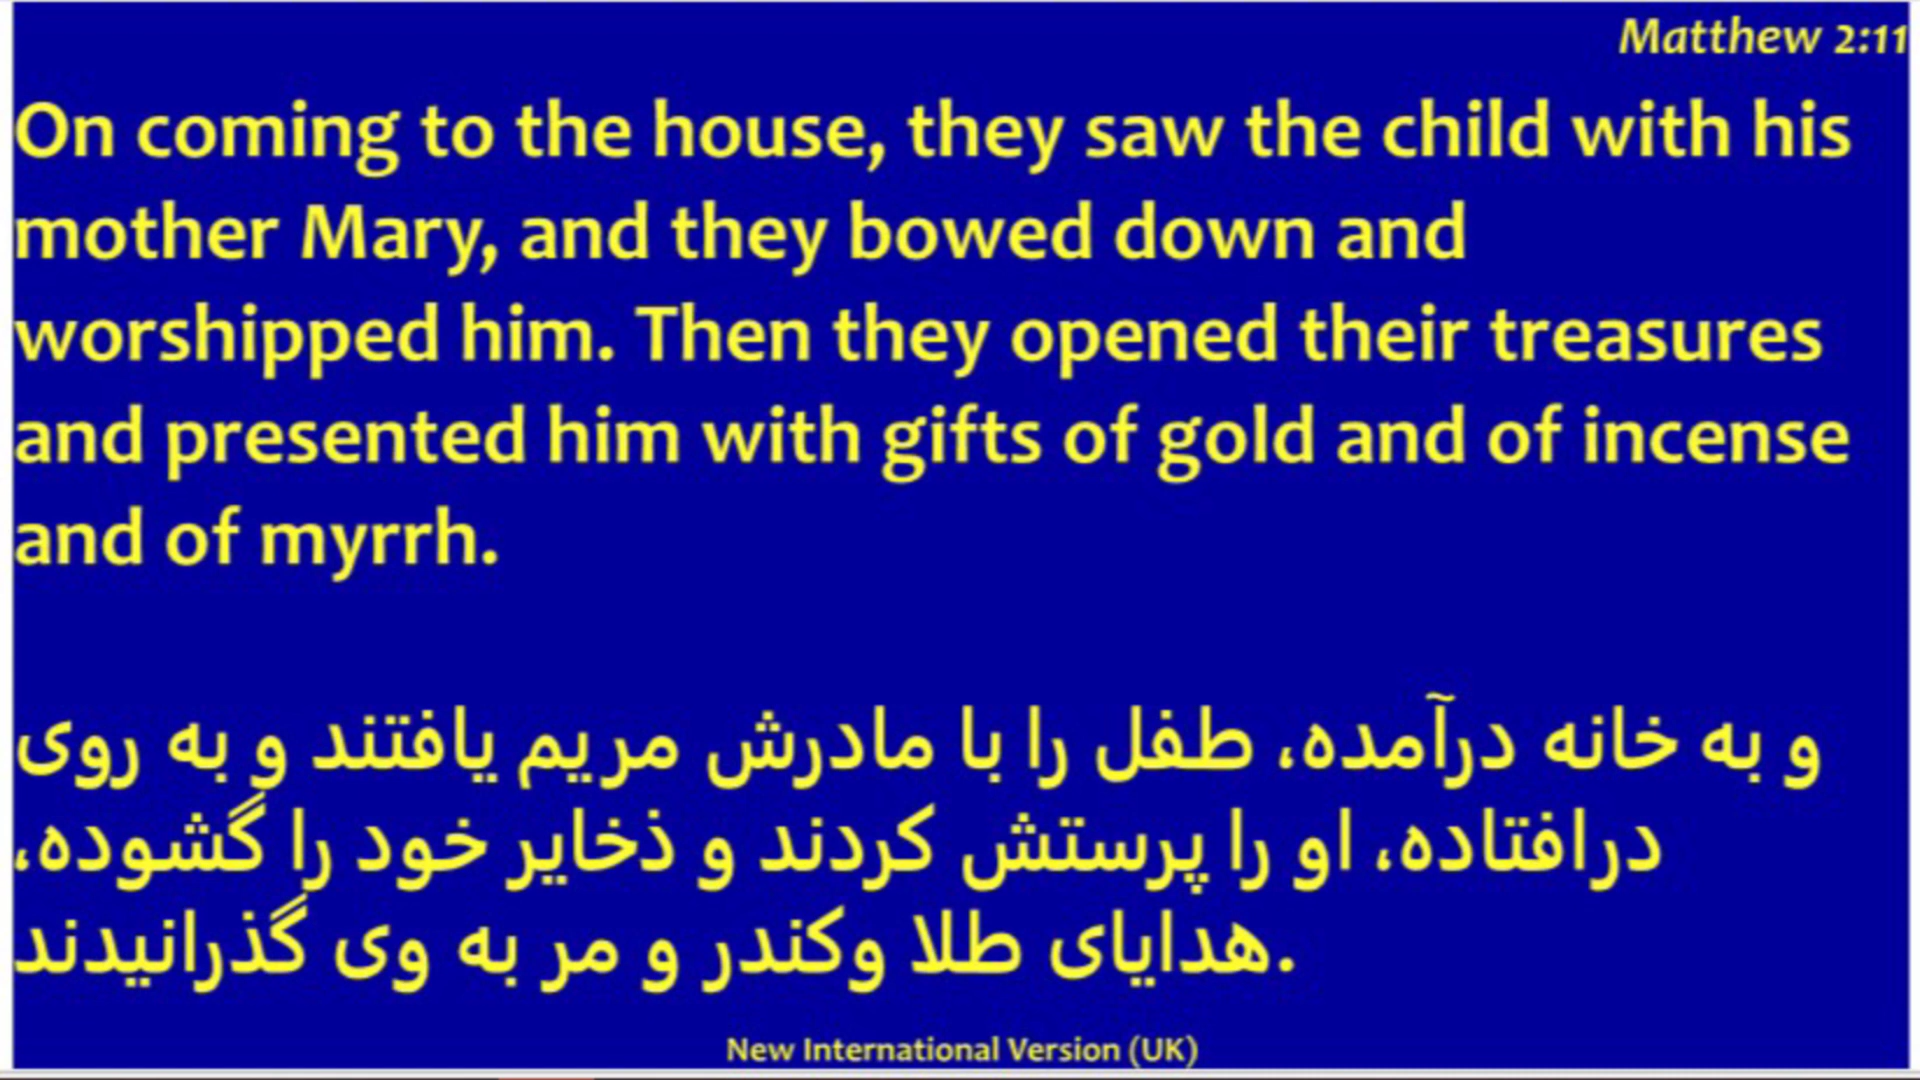 Matthew 2:11
On coming to the house, they saw the child with his
mother Mary, and they bowed down and
worshipped him. Then they opened their treasures
and presented him with gifts of gold and of incense
and of myrrh.
و به خانه درآمده، طفل را با مادرش مریم یافتند و به روی
درافتاده، او را پرستش کردند و ذخایر خود را گشوده،
هدایای طلا وکندر و مر به وی گذرانیدند.
New International Version (UK)